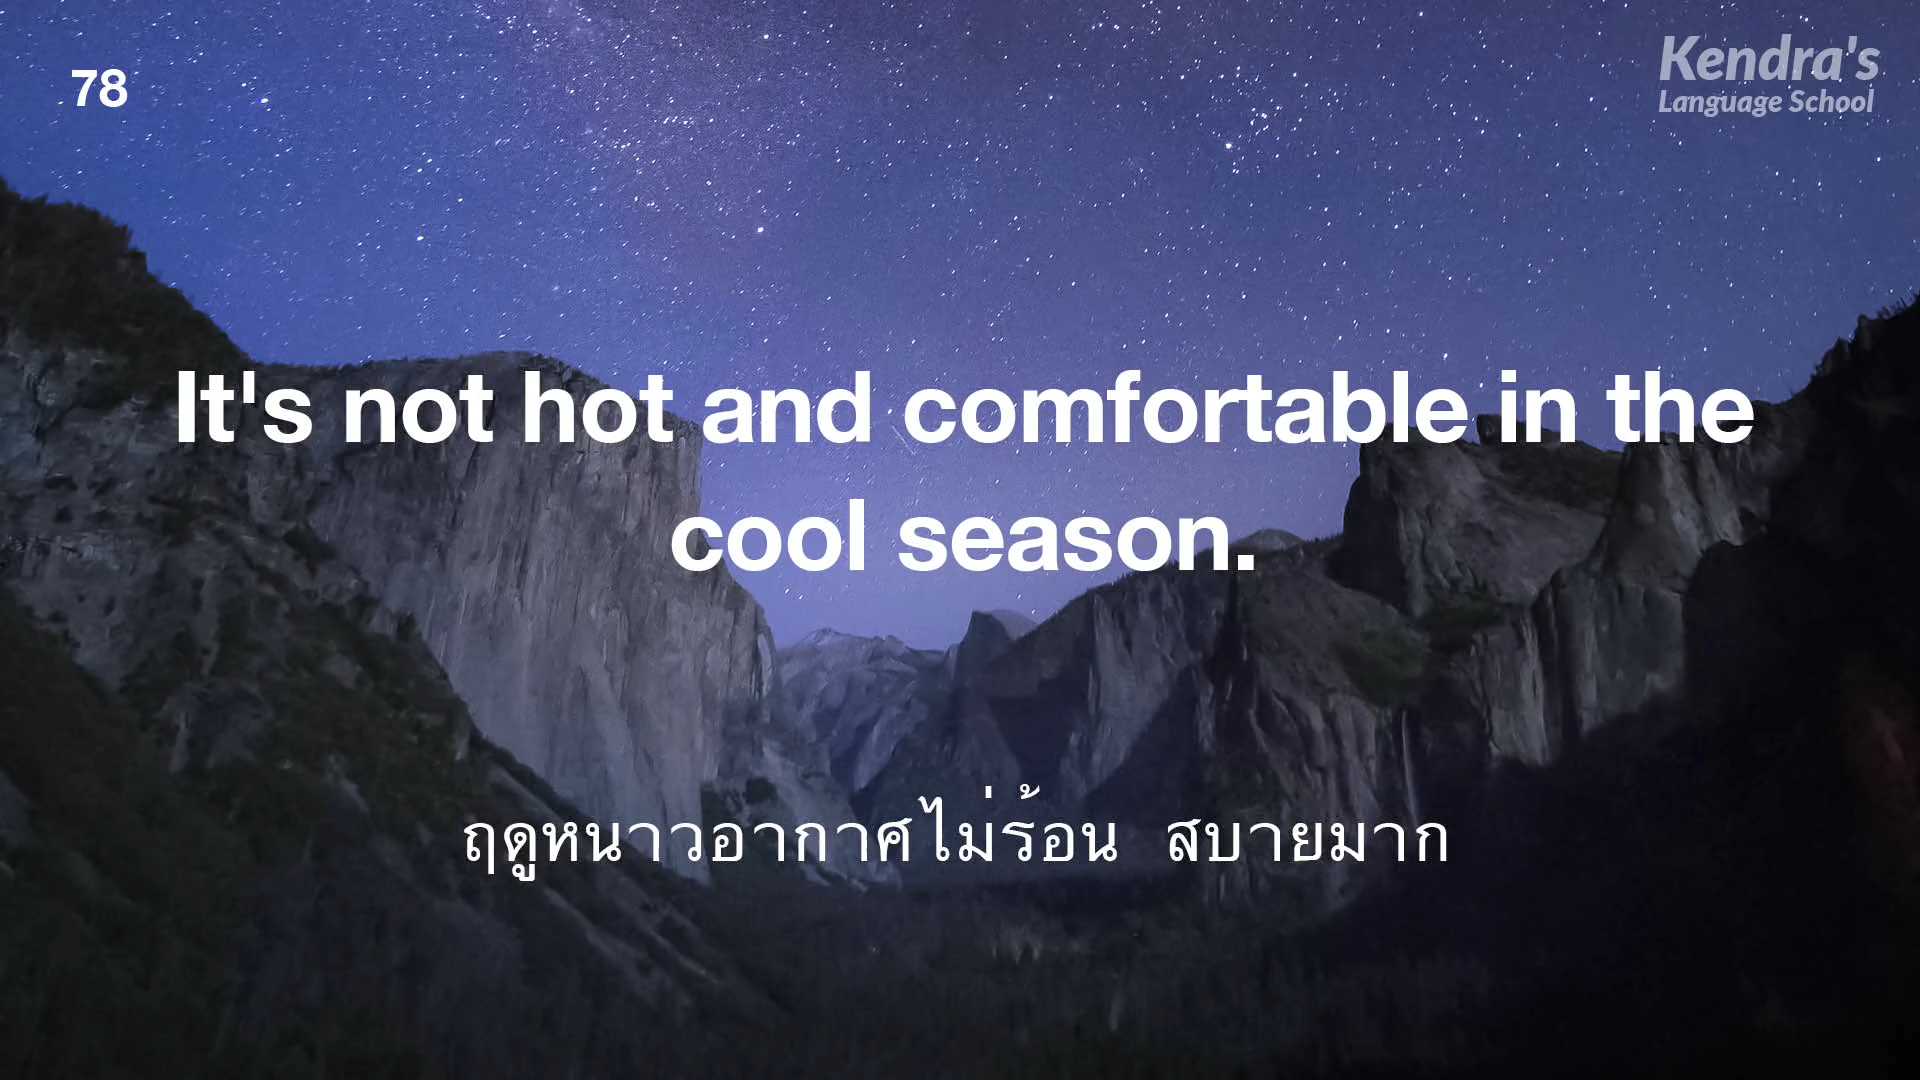 78
Kendra's
Language School
It's not hot and comfortable in the
cool season.
ฤดูหนาวอากาศไม่ร้อน สบายมาก